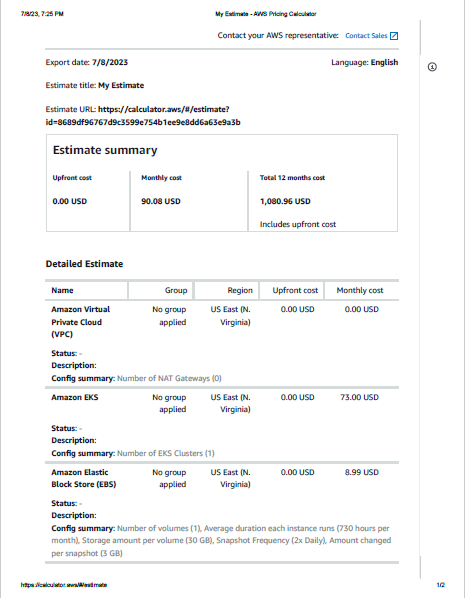 7/8/23, 7:25 PM My Estimate - AWS Pricing Calculator
Contact your AWS representative: Contact Sales
Export date: 7/8/2023 Language: English
Estimate title: My Estimate
Estimate URL: https://calculator.aws/#/estimate?
id=8689df96767d9c3599e754b1ee9e8dd6a63e9a3b
Estimate summary
Upfront cost Monthly cost Total 12 months cost
0.00 USD 90.08 USD 1,080.96 USD
Includes upfront cost
Detailed Estimate
Name Group Region Upfront cost Monthly cost
Amazon Virtual No group US East (N. 0.00 USD 0.00 USD
Private Cloud applied Virginia)
(VPC)
Status: -
Description:
Config summary: Number of NAT Gateways (0)
Amazon EKS No group US East (N. 0.00 USD 73.00 USD
applied Virginia)
Status: -
Description:
Config summary: Number of EKS Clusters (1)
Amazon Elastic No group US East (N. 0.00 USD 8.99 USD
Block Store (EBS) applied Virginia)
Status: -
Description:
Config summary: Number of volumes (1), Average duration each instance runs (730 hours per
month), Storage amount per volume (30 GB), Snapshot Frequency (2x Daily), Amount changed
per snapshot (3 GB)
https://calculator.aws/#/estimate 1/2